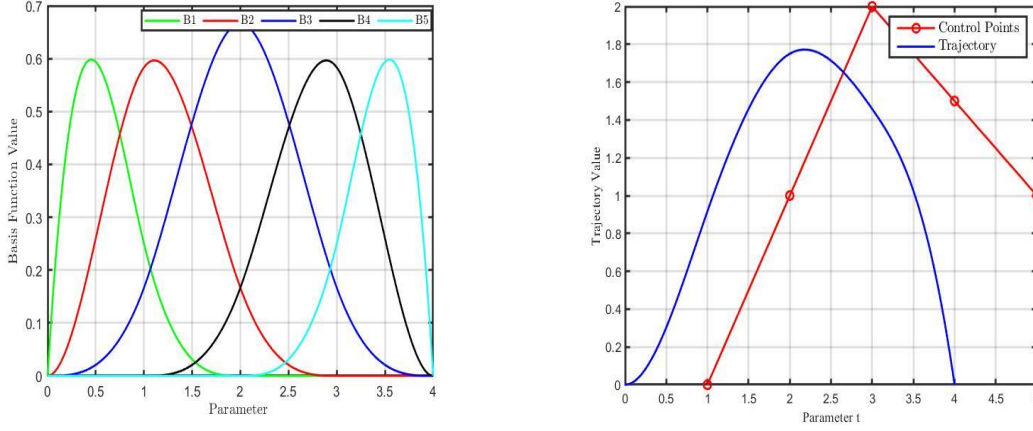 B1 B2 B3 B4 B5
Basis Function Value
0.7
0.6
0.5
0.4
0.3
0.2
0.1
0
0 0.5 1 1.5 2 2.5 3 3.5 4
Parameter
Control Points
Trajectory
Trajectory Value
2
1.8
1.6
1.4
1.2
1
0.8
0.6
0.4
0.2
0
0 0.5 1 1.5 2 2.5 3 3.5 4 4.5
Parameter t